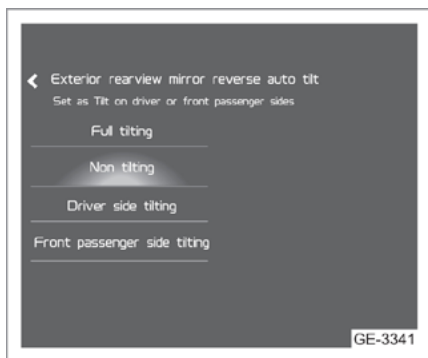 Exterior rearview mirror reverse auto tilt
Set as Tilt on driver or front passenger sides
Full tilting
Non tilting
Driver side tilting
Front passenger side tilting
GE-3341